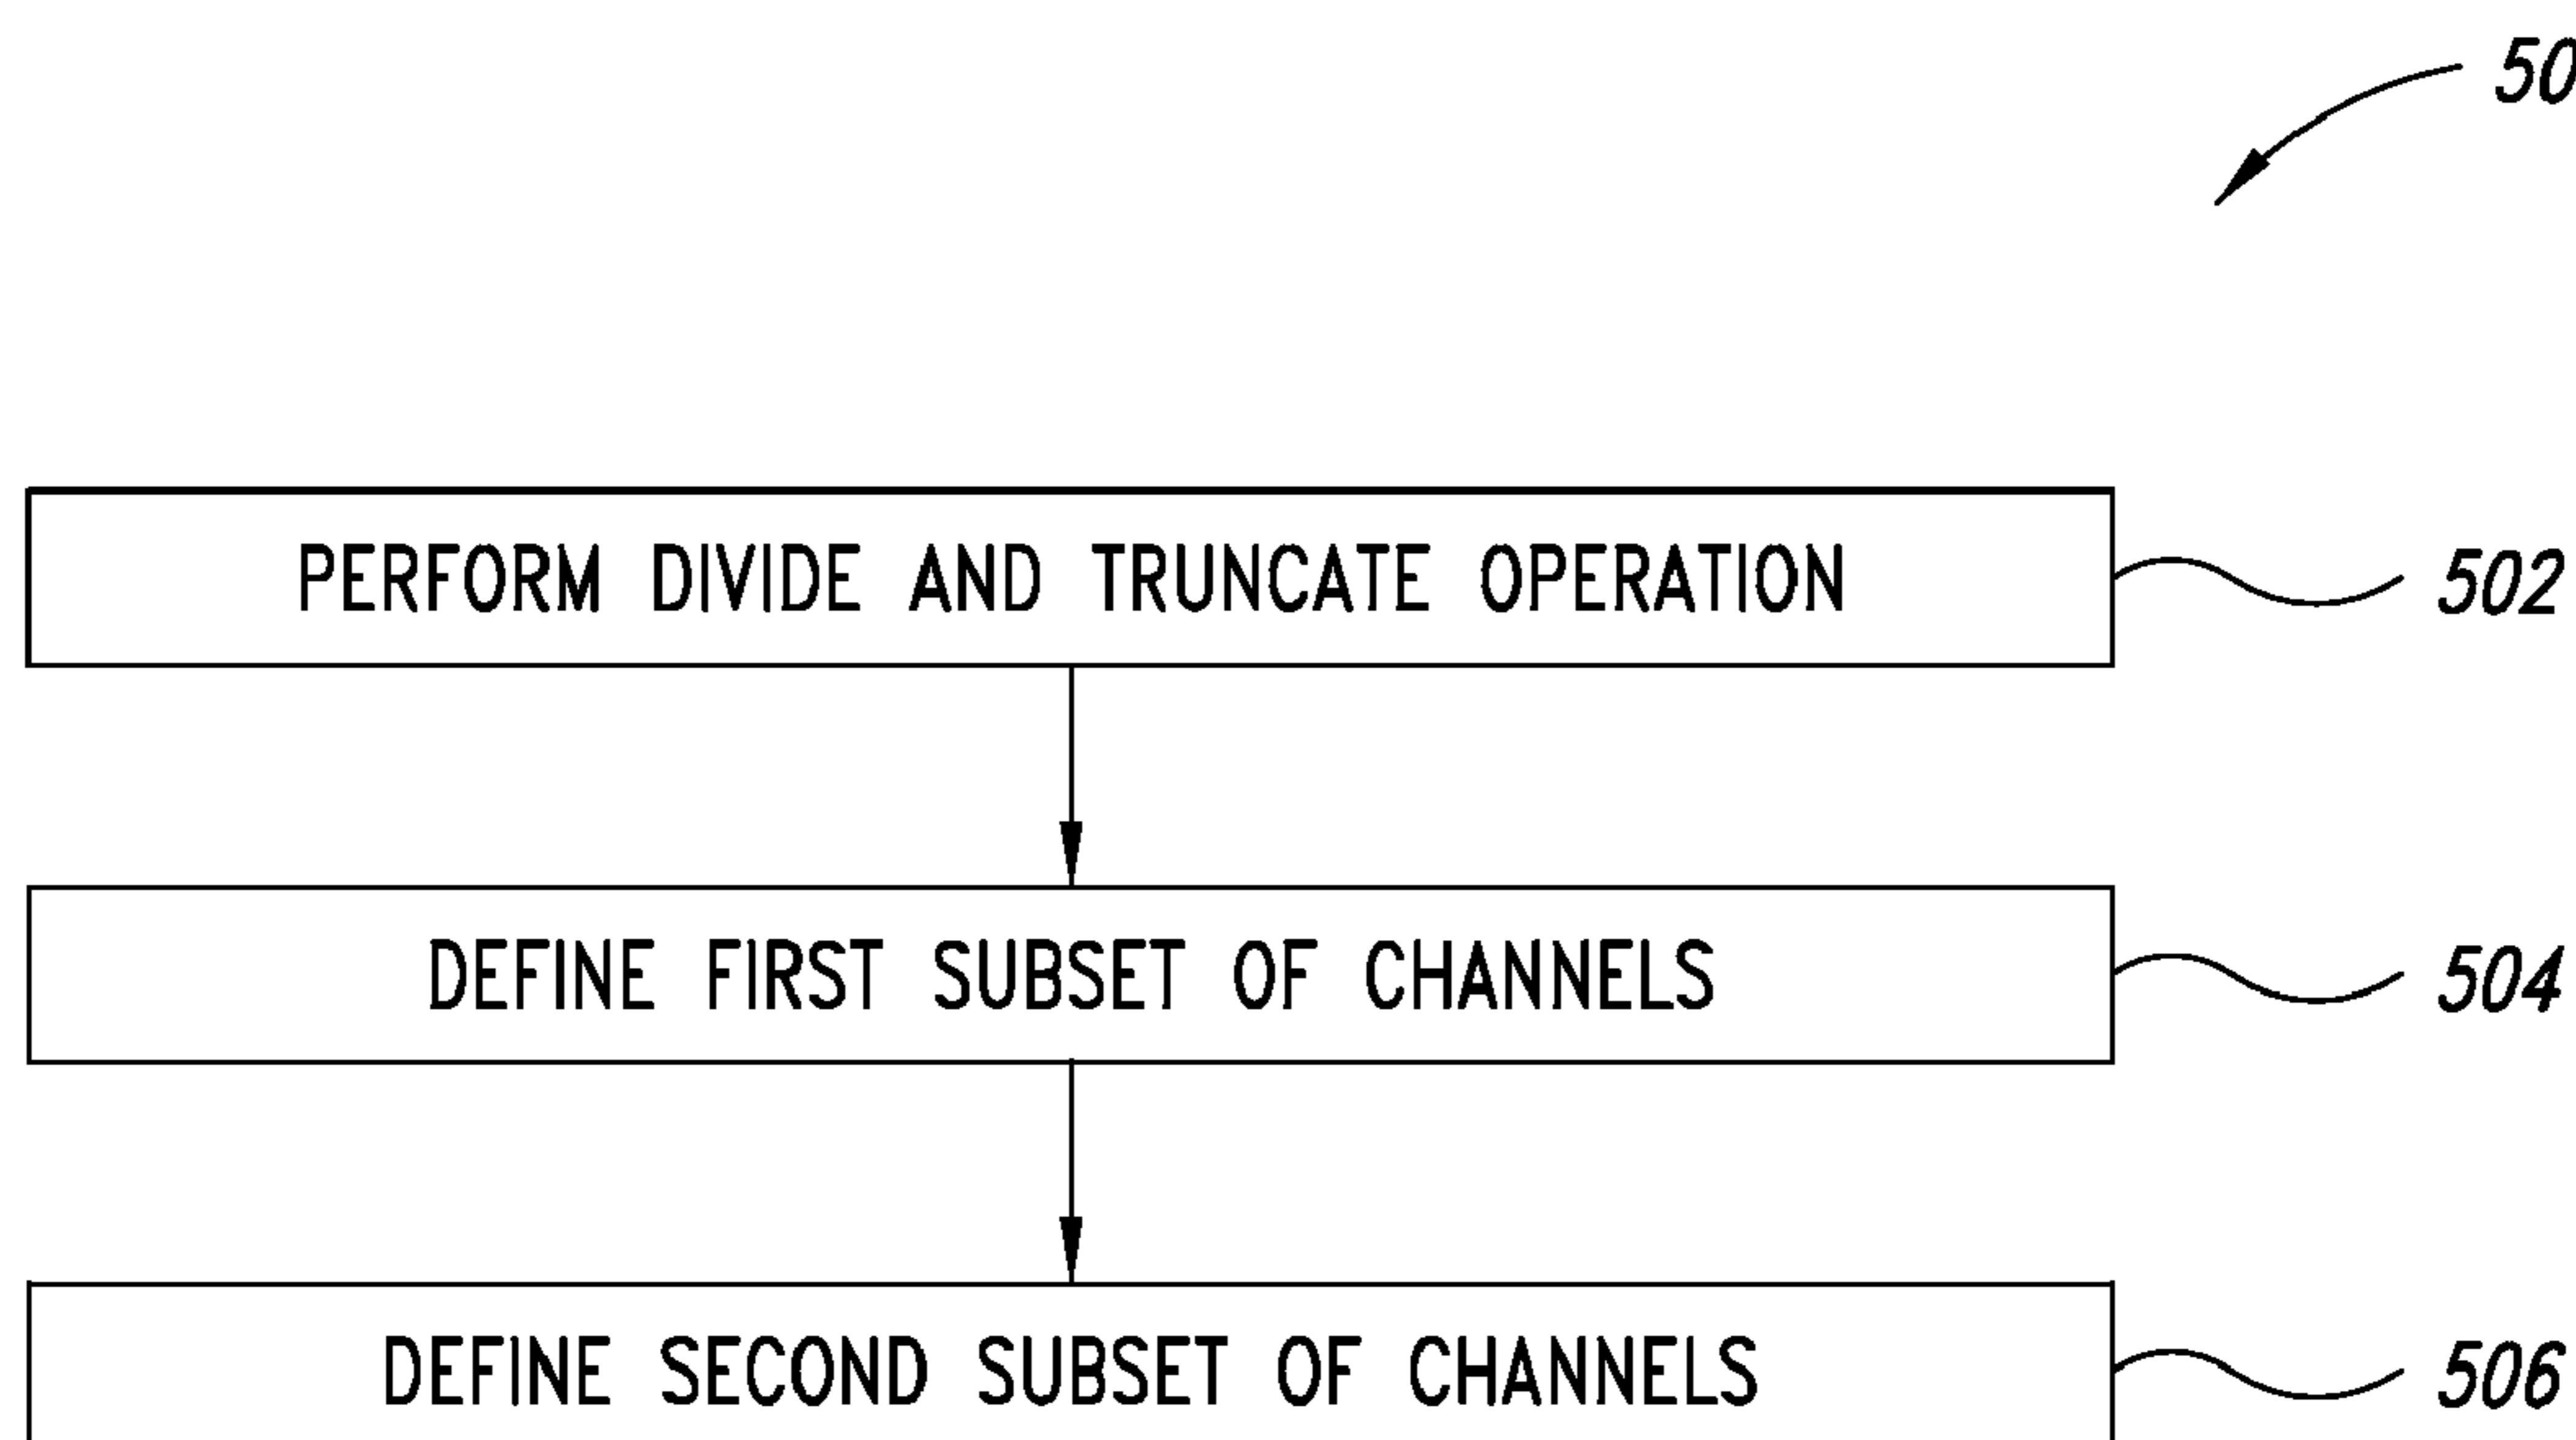 50
PERFORM DIVIDE AND TRUNCATE OPERATION
502
DEFINE FIRST SUBSET OF CHANNELS
504
DEFINE SECOND SUBSET OF CHANNELS
506